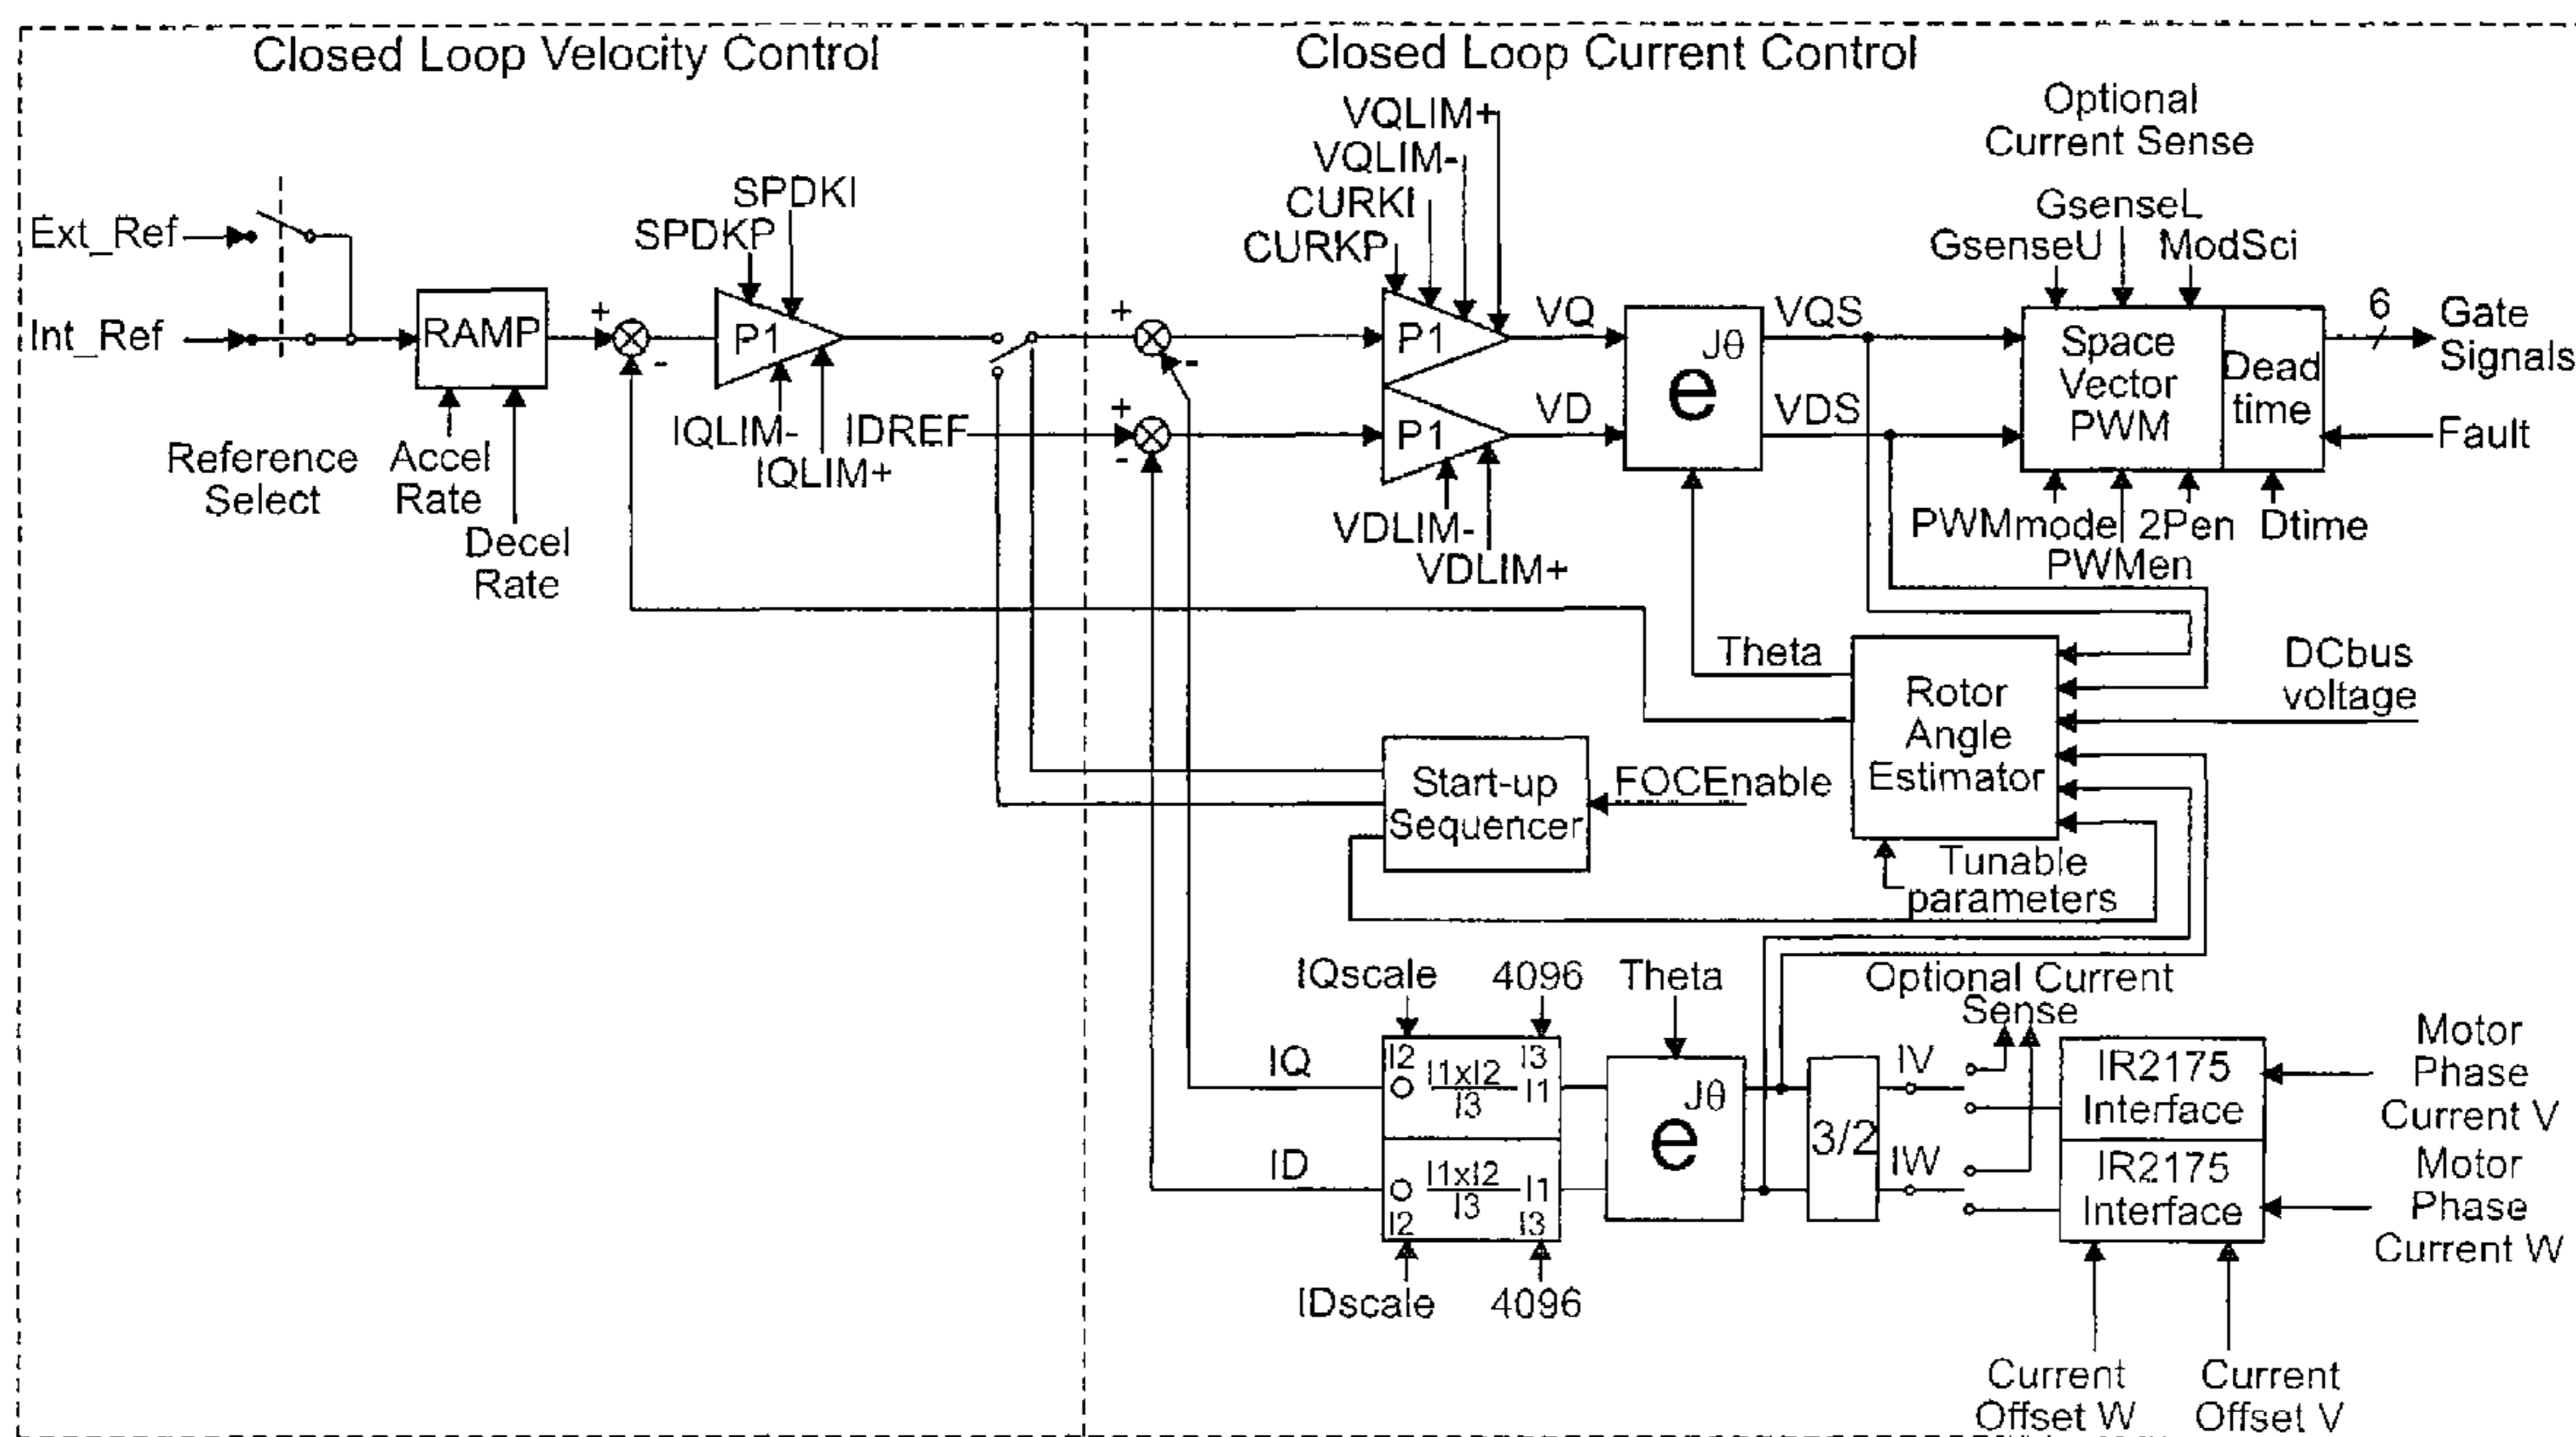 Closed Loop Velocity Control
Closed Loop Current Control
Ext_Ref
Int_Ref
Reference
Select
RAMP
Accel
Rate
Decel
Rate
+
-
SPDKP
SPDKI
P1
IQLIM-
IQLIM+
IDREF
+
-
+
-
VQLIM+
VQLIM-
CURKI
CURKP
P1
P1
VDLIM-
VDLIM+
VQ
VD
e Jθ
VQS
VDS
Optional
Current Sense
GsenseL
GsenseU
ModSci
Space
Vector
PWM
Dead
time
6
Gate
Signals
Fault
PWMmode
2Pen
Dtime
PWMen
Theta
Rotor
Angle
Estimator
DCbus
voltage
Start-up
Sequencer
FOCEnable
Tunable
parameters
IQscale
4096
Theta
Optional Current
Sense
IQ
I2
I1xI2
I3
I1
I3
ID
I1xI2
I3
I1
I2
I3
IDscale
4096
e Jθ
3/2
IV
IW
IR2175
Interface
IR2175
Interface
Motor
Phase
Current V
Motor
Phase
Current W
Current
Offset W
Current
Offset V